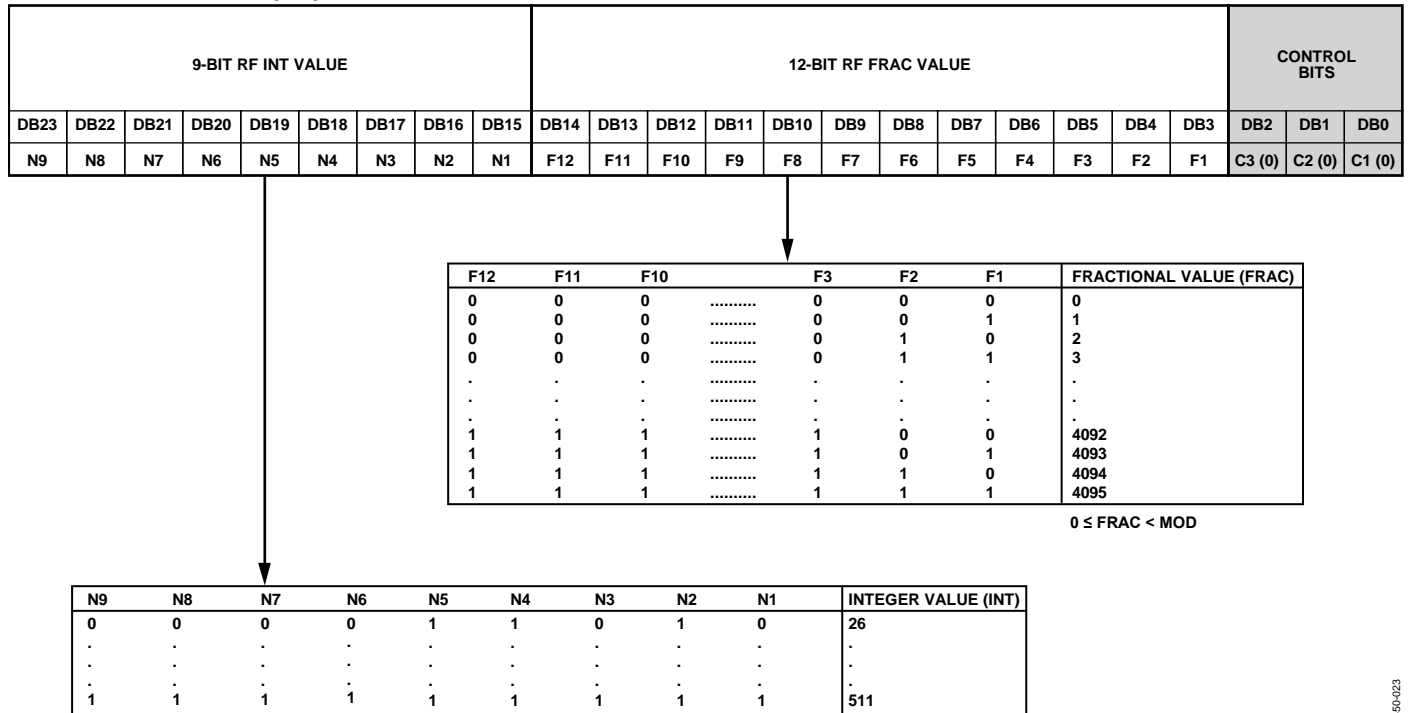 9-BIT RF INT VALUE 12-BIT RF FRAC VALUE CONTROL
BITS
DB23 DB22 DB21 DB20 DB19 DB18 DB17 DB16 DB15 DB14 DB13 DB12 DB11 DB10 DB9 DB8 DB7 DB6 DB5 DB4 DB3 DB2 DB1 DB0
N9 N8 N7 N6 N5 N4 N3 N2 N1 F12 F11 F10 F9 F8 F7 F6 F5 F4 F3 F2 F1 C3 (0) C2 (0) C1 (0)
F12 F11 F10 F3 F2 F1 FRACTIONAL VALUE (FRAC)
0 0 0 .......... 0 0 0 0
0 0 0 .......... 0 0 1 1
0 0 0 .......... 0 1 0 2
0 0 0 .......... 0 1 1 3
. . . .......... . . . .
. . . .......... . . . .
. . . .......... . . . .
1 1 1 .......... 1 0 0 4092
1 1 1 .......... 1 0 1 4093
1 1 1 .......... 1 1 0 4094
1 1 1 .......... 1 1 1 4095
0 ≤ FRAC < MOD
N9 N8 N7 N6 N5 N4 N3 N2 N1 INTEGER VALUE (INT)
0 0 0 0 1 1 0 1 0 26
. . . . . . . . . .
. . . . . . . . . .
. . . . . . . . . .
1 1 1 1 1 1 1 1 1 511
50-023